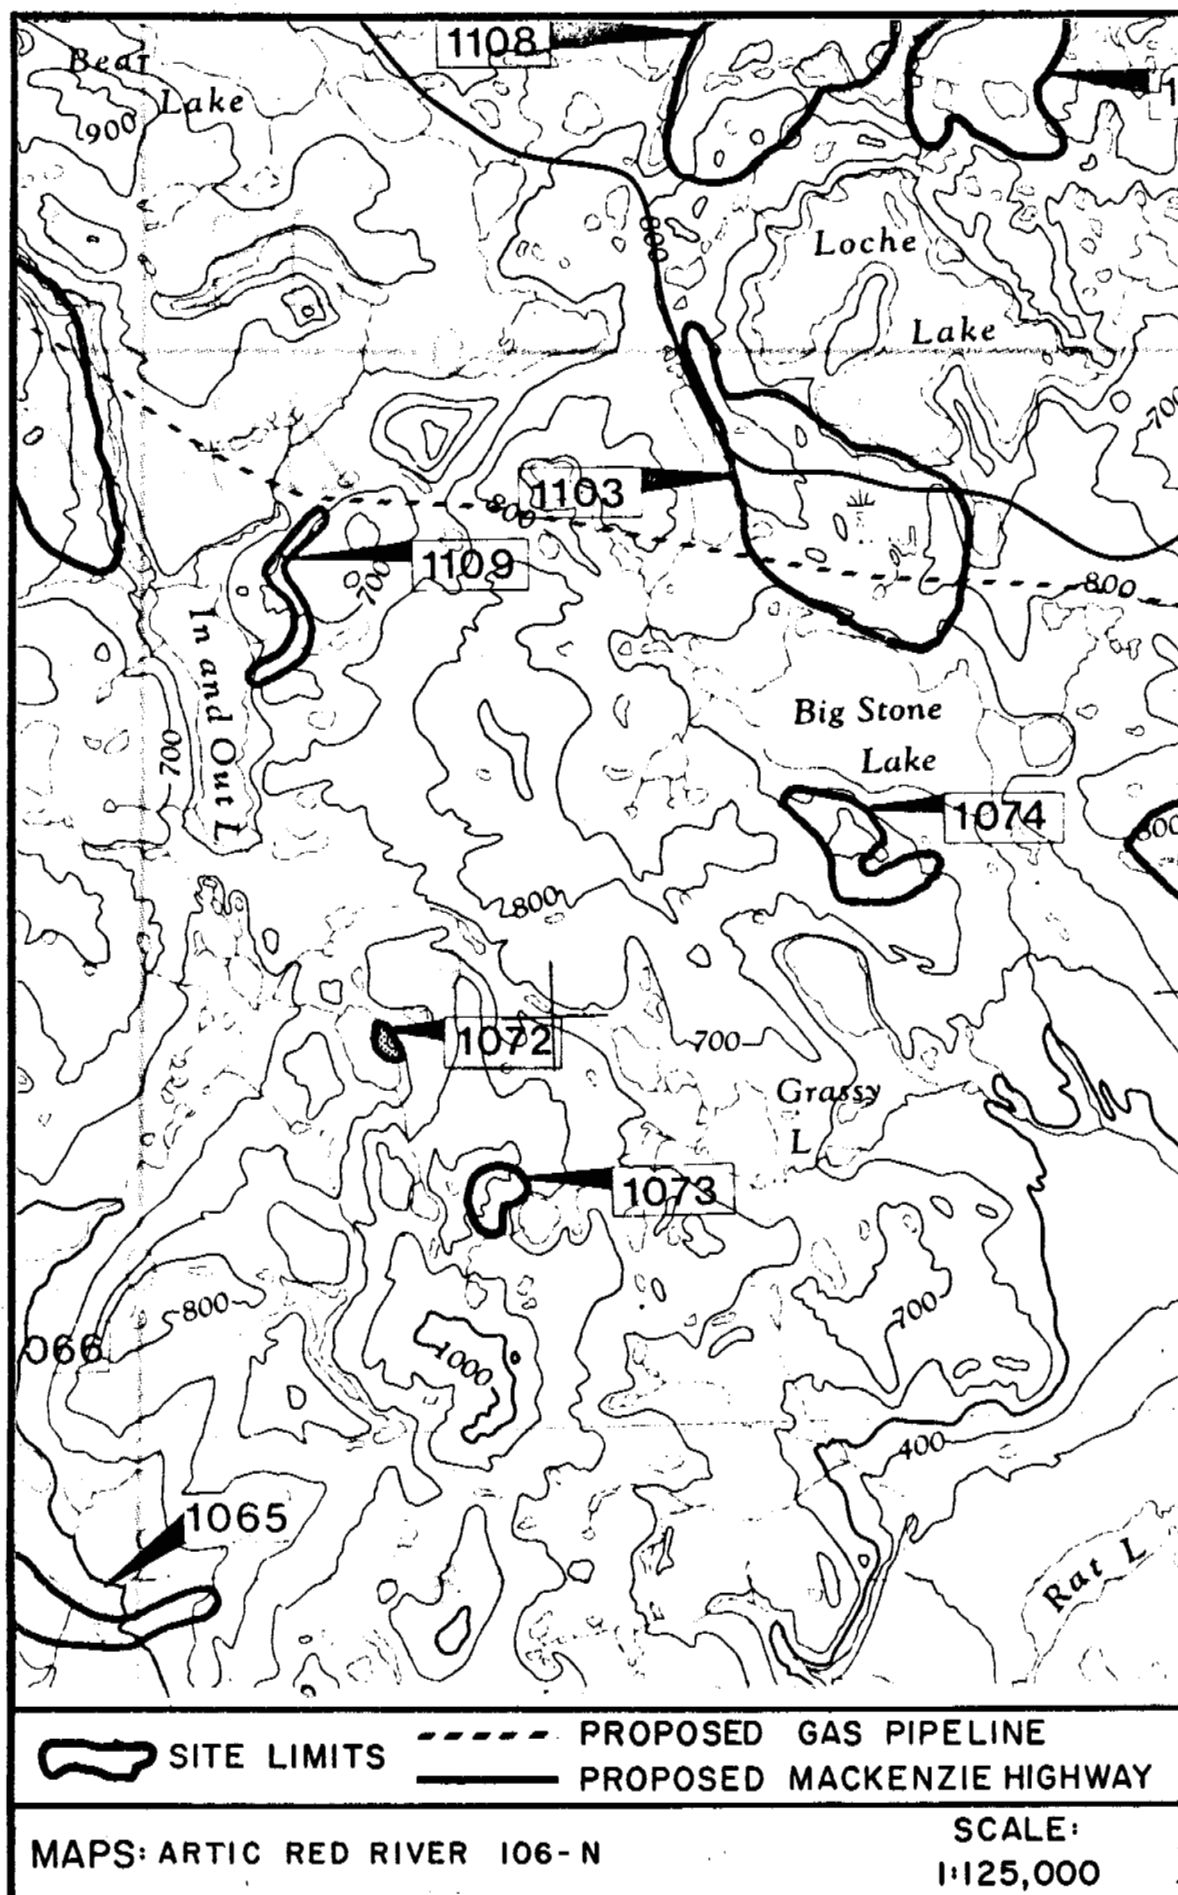 1108
Bear
Lake
1
900
800
Loche
Lake
700
1103
800
1109
700
800
In and Out L
700
Big Stone
Lake
1074
800
800
1072
700
Grassy
L
1073
800
700
066
1000
400
1065
Rat L
SITE LIMITS
PROPOSED GAS PIPELINE
PROPOSED MACKENZIE HIGHWAY
MAPS: ARTIC RED RIVER 106-N
SCALE:
1:125,000